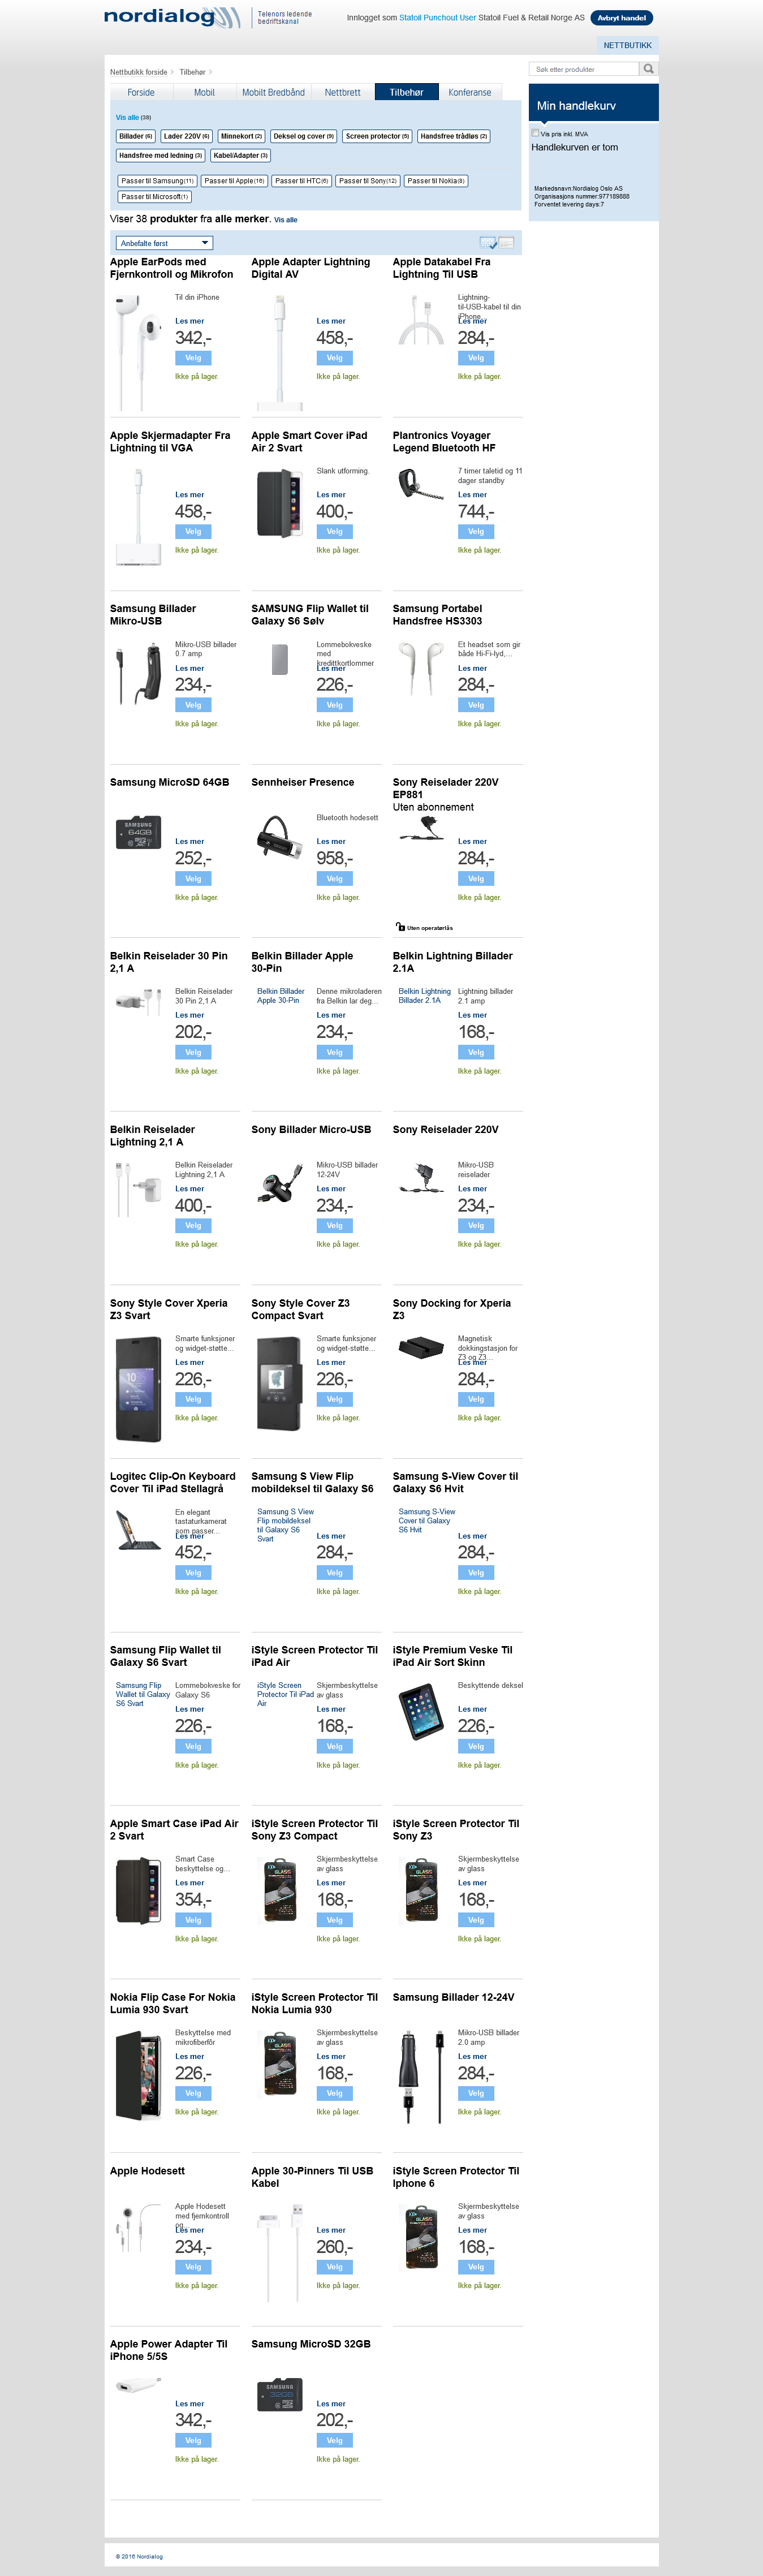 nordialog
Telenors ledende
bedriftskanal
Innlogget som Statoil Punchout User Statoil Fuel & Retail Norge AS
Avbryt handel
NETTBUTIKK
Nettbutikk forside
Tilbehør
Søk etter produkter
Forside
Mobil
Mobilt Bredbånd
Nettbrett
Tilbehør
Konferanse
Min handlekurv
Vis pris inkl. MVA
Handlekurven er tom
Markedsnavn:Nordialog Oslo AS
Organisasjons nummer:977189888
Forventet levering days:7
Vis alle (38)
Billader (6)
Lader 220V (6)
Minnekort (2)
Deksel og cover (9)
Screen protector (5)
Handsfree trådløs (2)
Handsfree med ledning (3)
Kabel/Adapter (3)
Passer til Samsung(11)
Passer til Apple(16)
Passer til HTC(6)
Passer til Sony(12)
Passer til Nokia(8)
Passer til Microsoft(1)
Viser 38 produkter fra alle merker. Vis alle
Anbefalte først
Apple EarPods med
Fjernkontroll og Mikrofon
Til din iPhone
Les mer
342,-
Velg
Ikke på lager.
Apple Adapter Lightning
Digital AV
Les mer
458,-
Velg
Ikke på lager.
Apple Datakabel Fra
Lightning Til USB
Lightning-
til-USB-kabel til din
iPhone...
Les mer
284,-
Velg
Ikke på lager.
Apple Skjermadapter Fra
Lightning til VGA
Les mer
458,-
Velg
Ikke på lager.
Apple Smart Cover iPad
Air 2 Svart
Slank utforming.
Les mer
400,-
Velg
Ikke på lager.
Plantronics Voyager
Legend Bluetooth HF
7 timer taletid og 11
dager standby
Les mer
744,-
Velg
Ikke på lager.
Samsung Billader
Mikro-USB
Mikro-USB billader
0.7 amp
Les mer
234,-
Velg
Ikke på lager.
SAMSUNG Flip Wallet til
Galaxy S6 Sølv
Lommebokveske
med
kredittkortlommer
Les mer
226,-
Velg
Ikke på lager.
Samsung Portabel
Handsfree HS3303
Et headset som gir
både Hi-Fi-lyd,...
Les mer
284,-
Velg
Ikke på lager.
Samsung MicroSD 64GB
SAMSUNG
64GB
Les mer
252,-
Velg
Ikke på lager.
Sennheiser Presence
Bluetooth hodesett
Les mer
958,-
Velg
Ikke på lager.
Sony Reiselader 220V
EP881
Uten abonnement
Les mer
284,-
Velg
Ikke på lager.
Uten operatørlås
Belkin Reiselader 30 Pin
2,1 A
Belkin Reiselader
30 Pin 2,1 A
Les mer
202,-
Velg
Ikke på lager.
Belkin Billader Apple
30-Pin
Belkin Billader
Apple 30-Pin
Denne mikroladeren
fra Belkin lar deg...
Les mer
234,-
Velg
Ikke på lager.
Belkin Lightning Billader
2.1A
Belkin Lightning
Billader 2.1A
Lightning billader
2.1 amp
Les mer
168,-
Velg
Ikke på lager.
Belkin Reiselader
Lightning 2,1 A
Belkin Reiselader
Lightning 2,1 A
Les mer
400,-
Velg
Ikke på lager.
Sony Billader Micro-USB
Mikro-USB billader
12-24V
Les mer
234,-
Velg
Ikke på lager.
Sony Reiselader 220V
Mikro-USB
reiselader
Les mer
234,-
Velg
Ikke på lager.
Sony Style Cover Xperia
Z3 Svart
Smarte funksjoner
og widget-støtte...
Les mer
226,-
Velg
Ikke på lager.
Sony Style Cover Z3
Compact Svart
Smarte funksjoner
og widget-støtte...
Les mer
226,-
Velg
Ikke på lager.
Sony Docking for Xperia
Z3
Magnetisk
dokkingstasjon for
Z3 og Z3...
Les mer
284,-
Velg
Ikke på lager.
Logitec Clip-On Keyboard
Cover Til iPad Stellagrå
En elegant
tastaturkamerat
som passer...
Les mer
452,-
Velg
Ikke på lager.
Samsung S View Flip
mobildeksel til Galaxy S6
Samsung S View
Flip mobildeksel
til Galaxy S6
Svart
Les mer
284,-
Velg
Ikke på lager.
Samsung S-View Cover til
Galaxy S6 Hvit
Samsung S-View
Cover til Galaxy
S6 Hvit
Les mer
284,-
Velg
Ikke på lager.
Samsung Flip Wallet til
Galaxy S6 Svart
Samsung Flip
Wallet til Galaxy
S6 Svart
Lommebokveske for
Galaxy S6
Les mer
226,-
Velg
Ikke på lager.
iStyle Screen Protector Til
iPad Air
iStyle Screen
Protector Til iPad
Air
Skjermbeskyttelse
av glass
Les mer
168,-
Velg
Ikke på lager.
iStyle Premium Veske Til
iPad Air Sort Skinn
Beskyttende deksel
Les mer
226,-
Velg
Ikke på lager.
Apple Smart Case iPad Air
2 Svart
Smart Case
beskyttelse og...
Les mer
354,-
Velg
Ikke på lager.
iStyle Screen Protector Til
Sony Z3 Compact
GLASS
Skjermbeskyttelse
av glass
Les mer
168,-
Velg
Ikke på lager.
iStyle Screen Protector Til
Sony Z3
GLASS
Skjermbeskyttelse
av glass
Les mer
168,-
Velg
Ikke på lager.
Nokia Flip Case For Nokia
Lumia 930 Svart
Beskyttelse med
mikrofiberfôr
Les mer
226,-
Velg
Ikke på lager.
iStyle Screen Protector Til
Nokia Lumia 930
GLASS
Skjermbeskyttelse
av glass
Les mer
168,-
Velg
Ikke på lager.
Samsung Billader 12-24V
Mikro-USB billader
2.0 amp
Les mer
284,-
Velg
Ikke på lager.
Apple Hodesett
Apple Hodesett
med fjernkontroll
og...
Les mer
234,-
Velg
Ikke på lager.
Apple 30-Pinners Til USB
Kabel
Les mer
260,-
Velg
Ikke på lager.
iStyle Screen Protector Til
Iphone 6
GLASS
Skjermbeskyttelse
av glass
Les mer
168,-
Velg
Ikke på lager.
Apple Power Adapter Til
iPhone 5/5S
Les mer
342,-
Velg
Ikke på lager.
Samsung MicroSD 32GB
SAMSUNG
32GB
Les mer
202,-
Velg
Ikke på lager.
© 2016 Nordialog